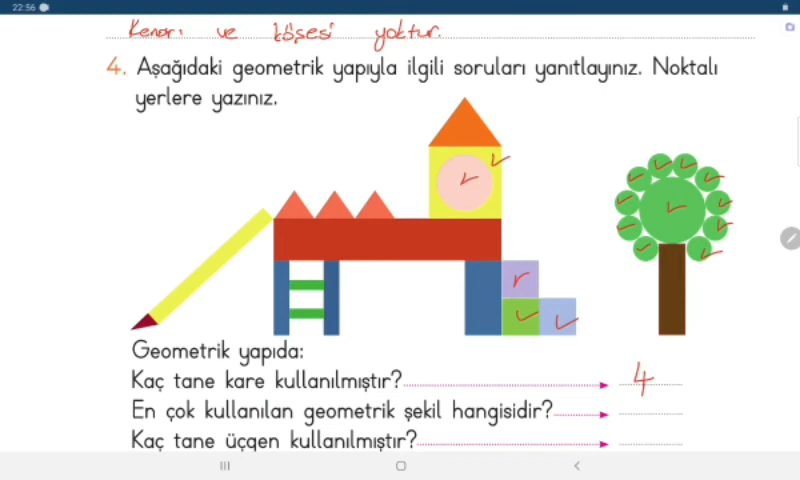 22:56
Kenarı ve köşesi yoktur.
4. Aşağıdaki geometrik yapıyla ilgili soruları yanıtlayınız. Noktalı
yerlere yazınız.
Geometrik yapıda:
Kaç tane kare kullanılmıştır? 4
En çok kullanılan geometrik şekil hangisidir?
Kaç tane üçgen kullanılmıştır?